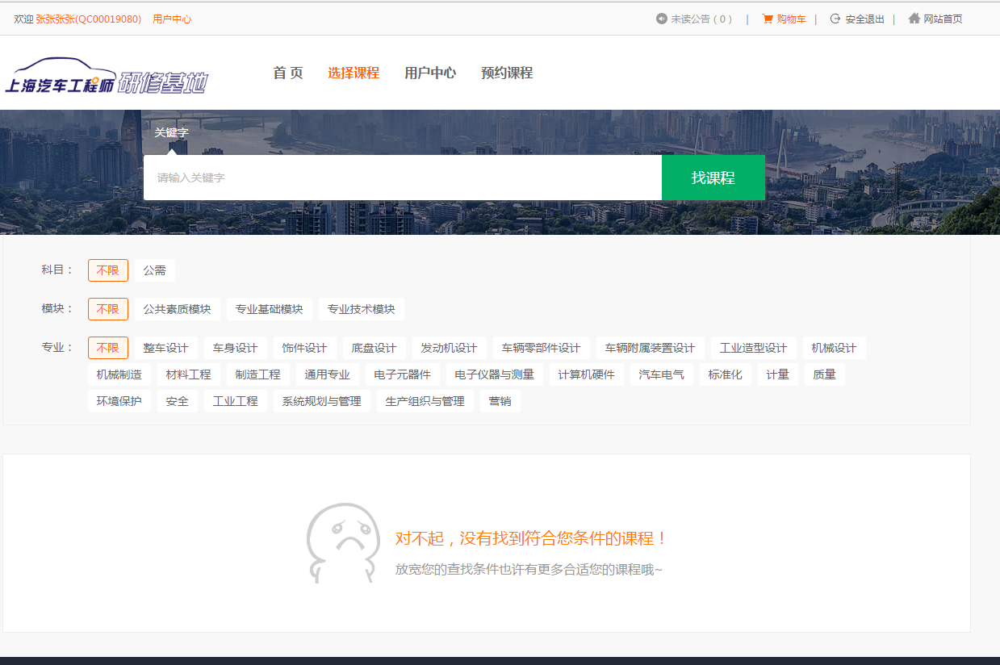 欢迎 张张张张(QC00019080) 用户中心 未读公告 ( 0 ) | 购物车 | 安全退出 | 网站首页
上海汽车工程师研修基地 首 页 选择课程 用户中心 预约课程
关键字
请输入关键字 找课程
科目： 不限 公需
模块： 不限 公共素质模块 专业基础模块 专业技术模块
专业： 不限 整车设计 车身设计 饰件设计 底盘设计 发动机设计 车辆零部件设计 车辆附属装置设计 工业造型设计 机械设计
机械制造 材料工程 制造工程 通用专业 电子元器件 电子仪器与测量 计算机硬件 汽车电气 标准化 计量 质量
环境保护 安全 工业工程 系统规划与管理 生产组织与管理 营销
对不起，没有找到符合您条件的课程！
放宽您的查找条件也许有更多合适您的课程哦~